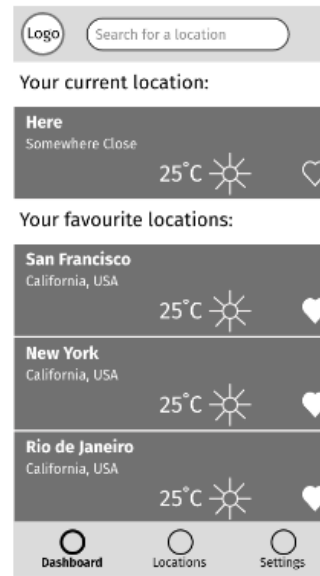 Logo
Search for a location
Your current location:
Here
Somewhere Close
25°C
Your favourite locations:
San Francisco
California, USA
25°C
New York
California, USA
25°C
Rio de Janeiro
California, USA
25°C
Dashboard
Locations
Settings